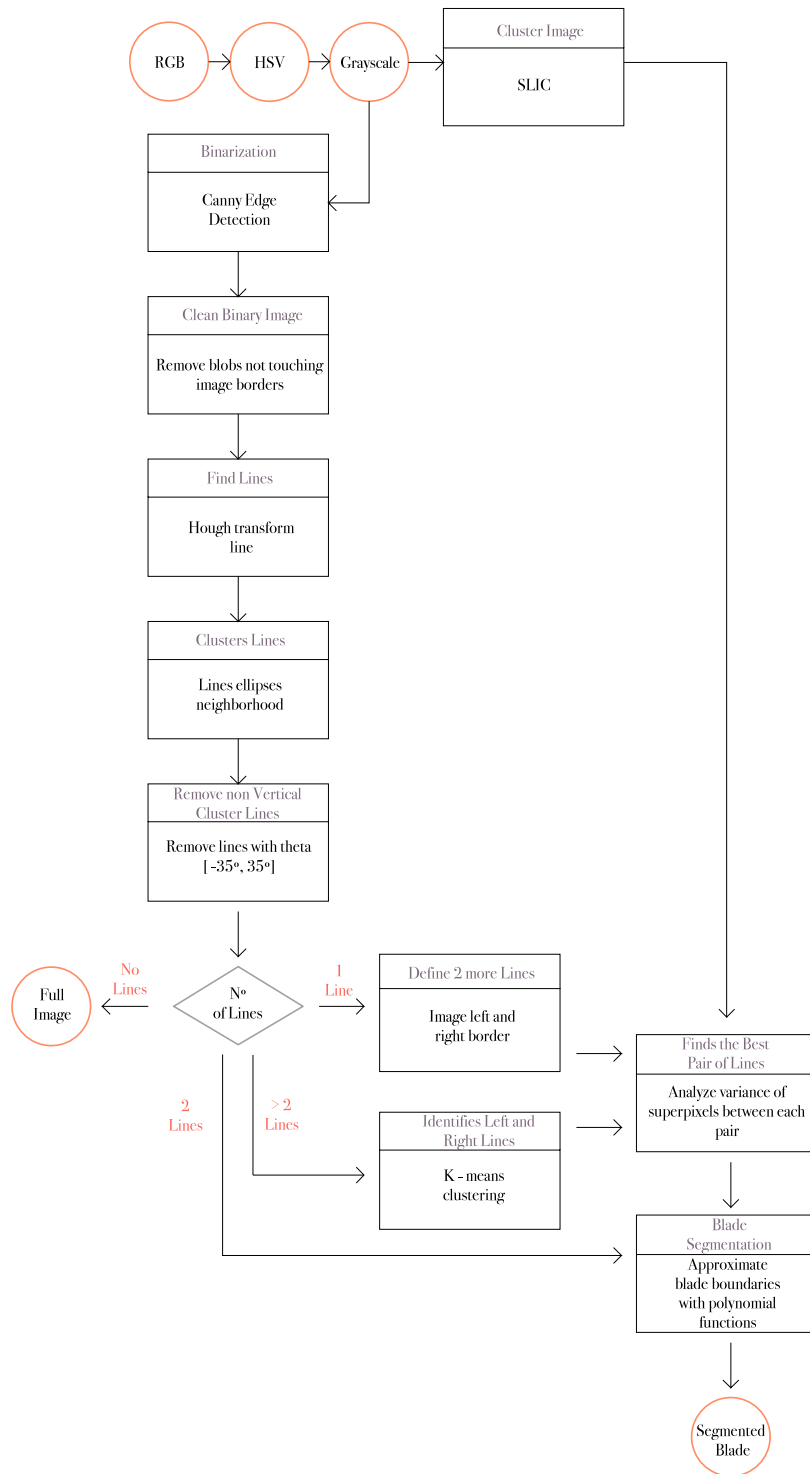 RGB
HSV
Grayscale
Cluster Image
SLIC
Binarization
Canny Edge
Detection
Clean Binary Image
Remove blobs not touching
image borders
Find Lines
Hough transform
line
Clusters Lines
Lines ellipses
neighborhood
Remove non Vertical
Cluster Lines
Remove lines with theta
[ -35º, 35º]
Nº
of Lines
No
Lines
Full
Image
1
Line
Define 2 more Lines
Image left and
right border
2
Lines
> 2
Lines
Identifies Left and
Right Lines
K - means
clustering
Finds the Best
Pair of Lines
Analyze variance of
superpixels between each
pair
Blade
Segmentation
Approximate
blade boundaries
with polynomial
functions
Segmented
Blade